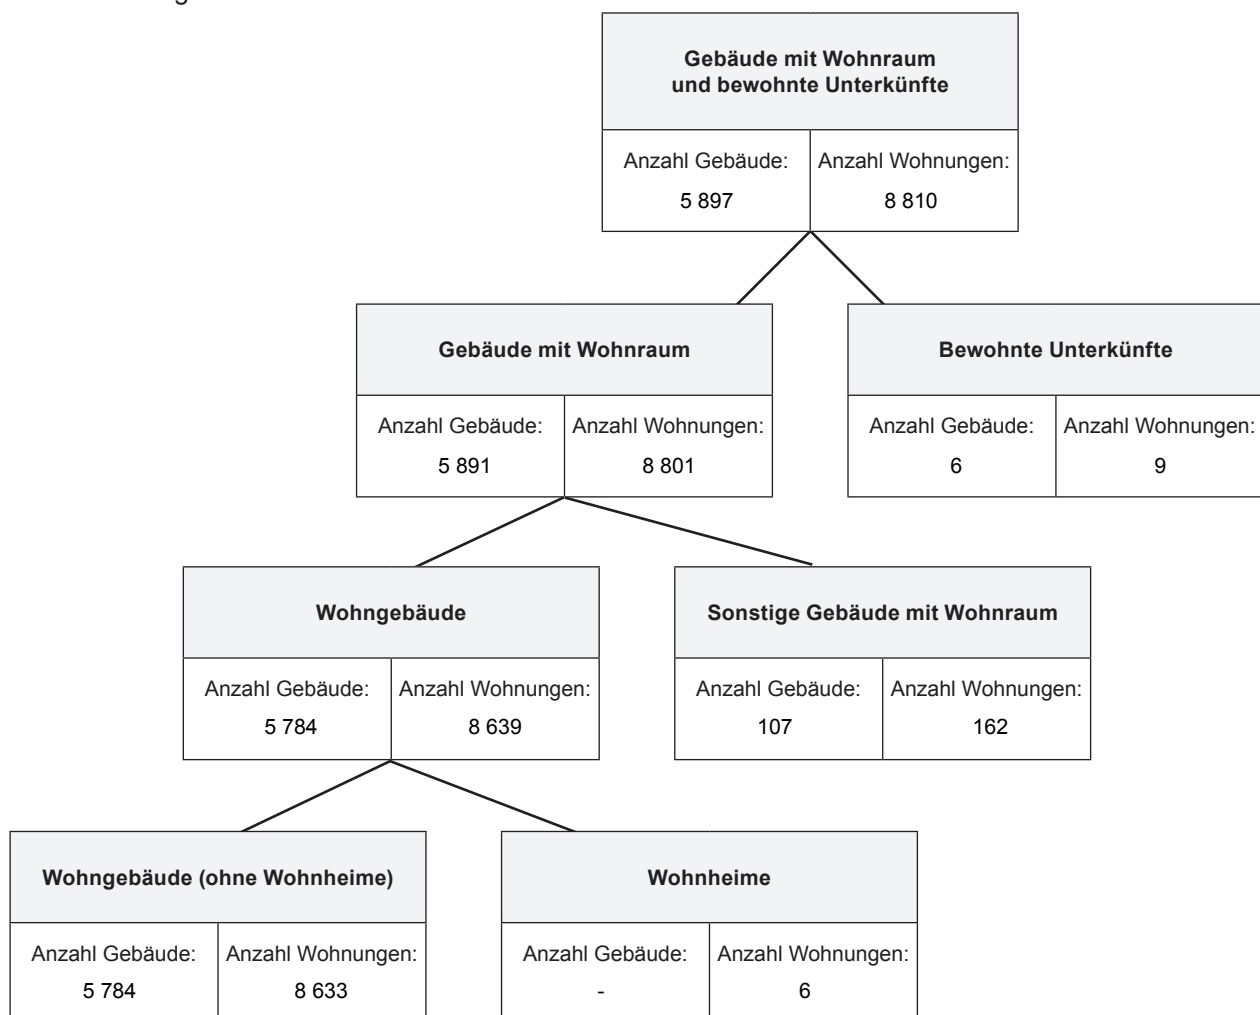 Gebäude mit Wohnraum
und bewohnte Unterkünfte
Anzahl Gebäude:
5 897
Anzahl Wohnungen:
8 810
Gebäude mit Wohnraum
Anzahl Gebäude:
5 891
Anzahl Wohnungen:
8 801
Bewohnte Unterkünfte
Anzahl Gebäude:
6
Anzahl Wohnungen:
9
Wohngebäude
Anzahl Gebäude:
5 784
Anzahl Wohnungen:
8 639
Sonstige Gebäude mit Wohnraum
Anzahl Gebäude:
107
Anzahl Wohnungen:
162
Wohngebäude (ohne Wohnheime)
Anzahl Gebäude:
5 784
Anzahl Wohnungen:
8 633
Wohnheime
Anzahl Gebäude:
-
Anzahl Wohnungen:
6